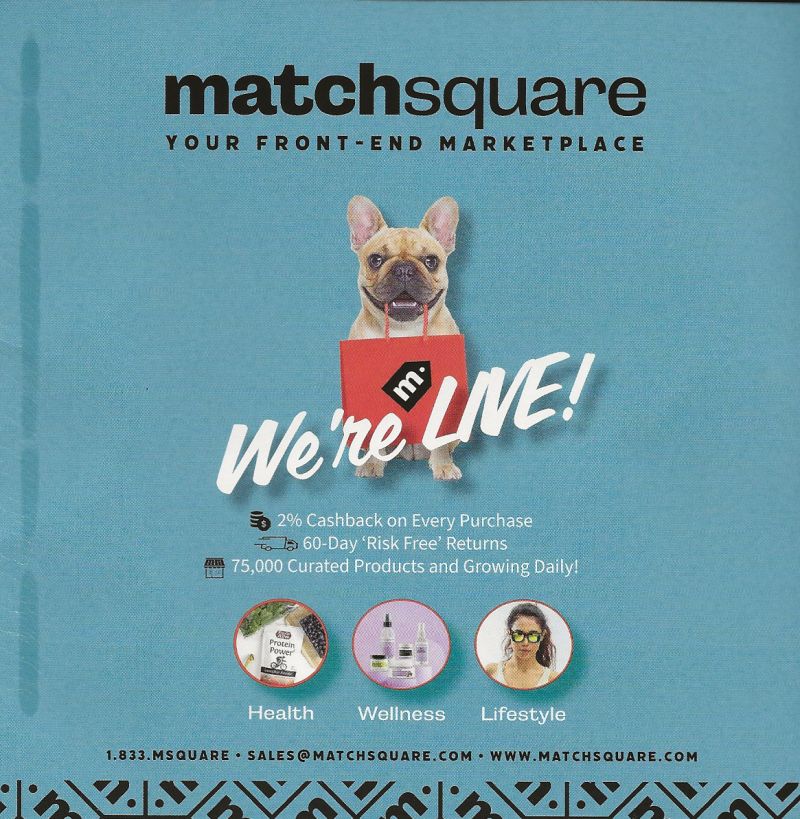 matchsquare
YOUR FRONT-END MARKETPLACE
m.
We're LIVE!
2% Cashback on Every Purchase
60-Day ‘Risk Free’ Returns
75,000 Curated Products and Growing Daily!
Protein
Power
Health Wellness Lifestyle
1.833.MSQUARE • SALES@MATCHSQUARE.COM • WWW.MATCHSQUARE.COM